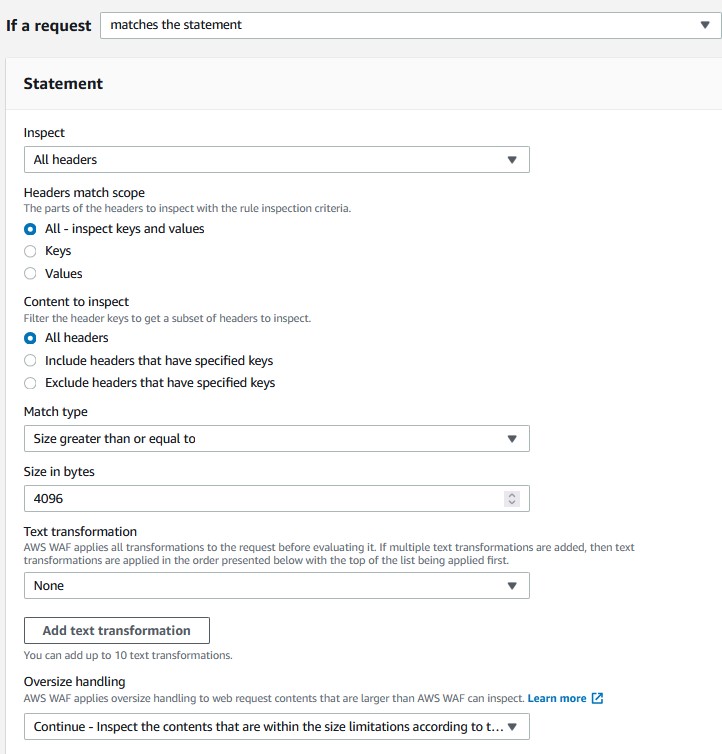 If a request
matches the statement
Statement
Inspect
All headers
Headers match scope
The parts of the headers to inspect with the rule inspection criteria.
All - inspect keys and values
Keys
Values
Content to inspect
Filter the header keys to get a subset of headers to inspect.
All headers
Include headers that have specified keys
Exclude headers that have specified keys
Match type
Size greater than or equal to
Size in bytes
4096
Text transformation
AWS WAF applies all transformations to the request before evaluating it. If multiple text transformations are added, then text
transformations are applied in the order presented below with the top of the list being applied first.
None
Add text transformation
You can add up to 10 text transformations.
Oversize handling
AWS WAF applies oversize handling to web request contents that are larger than AWS WAF can inspect. Learn more
Continue - Inspect the contents that are within the size limitations according to t...